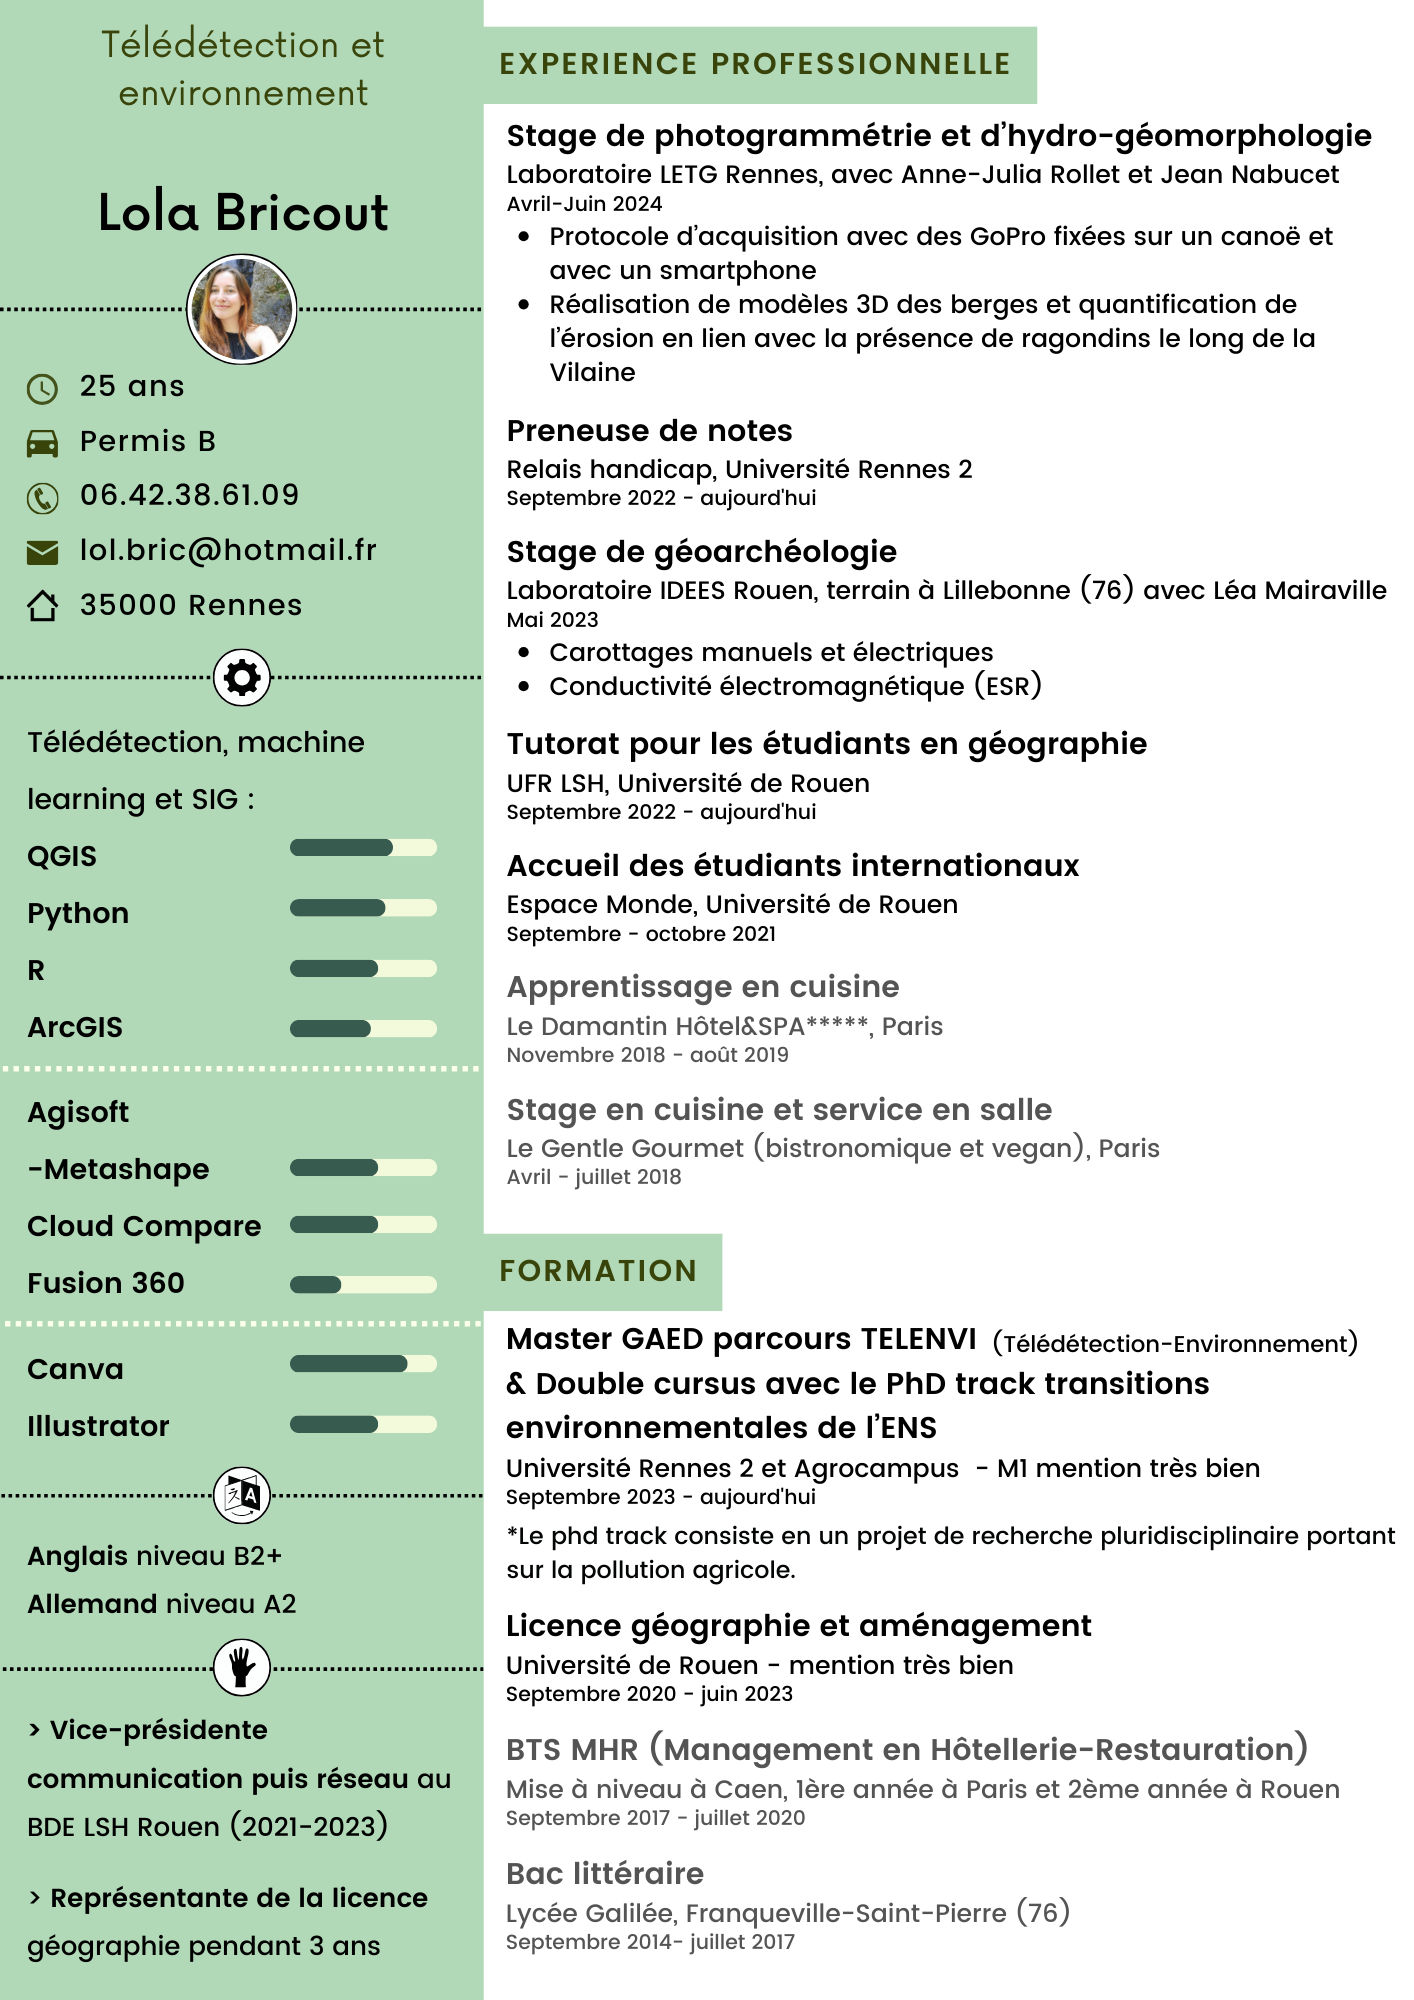 Télédétection et
environnement
Lola Bricout
25 ans
Permis B
06.42.38.61.09
lol.bric@hotmail.fr
35000 Rennes
Télédétection, machine
learning et SIG :
QGIS
Python
R
ArcGIS
Agisoft
-Metashape
Cloud Compare
Fusion 360
Canva
Illustrator
A
Anglais niveau B2+
Allemand niveau A2
> Vice-présidente
communication puis réseau au
BDE LSH Rouen (2021-2023)
> Représentante de la licence
géographie pendant 3 ans
EXPERIENCE PROFESSIONNELLE
Stage de photogrammétrie et d'hydro-géomorphologie
Laboratoire LETG Rennes, avec Anne-Julia Rollet et Jean Nabucet
Avril-Juin 2024
• Protocole d'acquisition avec des GoPro fixées sur un canoë et
avec un smartphone
• Réalisation de modèles 3D des berges et quantification de
l'érosion en lien avec la présence de ragondins le long de la
Vilaine
Preneuse de notes
Relais handicap, Université Rennes 2
Septembre 2022 - aujourd'hui
Stage de géoarchéologie
Laboratoire IDEES Rouen, terrain à Lillebonne (76) avec Léa Mairaville
Mai 2023
• Carottages manuels et électriques
• Conductivité électromagnétique (ESR)
Tutorat pour les étudiants en géographie
UFR LSH, Université de Rouen
Septembre 2022 - aujourd'hui
Accueil des étudiants internationaux
Espace Monde, Université de Rouen
Septembre - octobre 2021
Apprentissage en cuisine
Le Damantin Hôtel&SPA*****, Paris
Novembre 2018 - août 2019
Stage en cuisine et service en salle
Le Gentle Gourmet (bistronomique et vegan), Paris
Avril - juillet 2018
FORMATION
Master GAED parcours TELENVI (Télédétection-Environnement)
& Double cursus avec le PhD track transitions
environnementales de l'ENS
Université Rennes 2 et Agrocampus - M1 mention très bien
Septembre 2023 - aujourd'hui
*Le phd track consiste en un projet de recherche pluridisciplinaire portant
sur la pollution agricole.
Licence géographie et aménagement
Université de Rouen - mention très bien
Septembre 2020 - juin 2023
BTS MHR (Management en Hôtellerie-Restauration)
Mise à niveau à Caen, 1ère année à Paris et 2ème année à Rouen
Septembre 2017 - juillet 2020
Bac littéraire
Lycée Galilée, Franqueville-Saint-Pierre (76)
Septembre 2014- juillet 2017